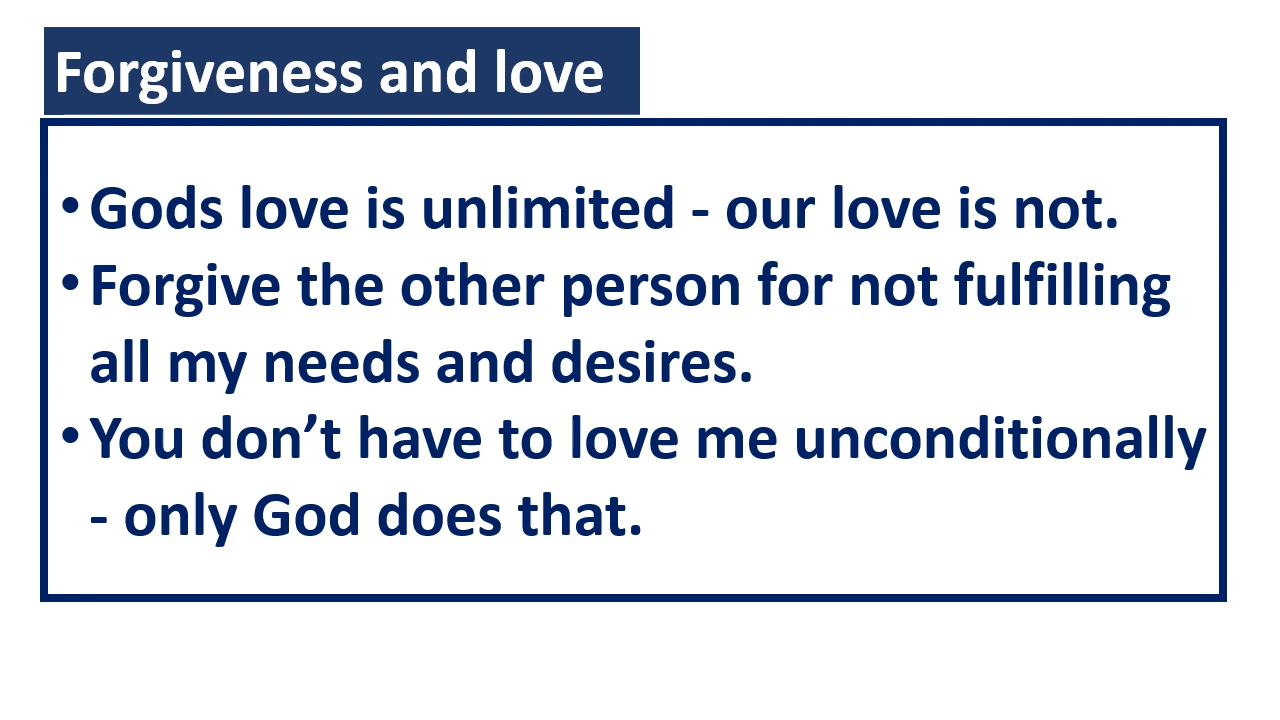 Forgiveness and love
• Gods love is unlimited - our love is not.
• Forgive the other person for not fulfilling
all my needs and desires.
• You don’t have to love me unconditionally
- only God does that.